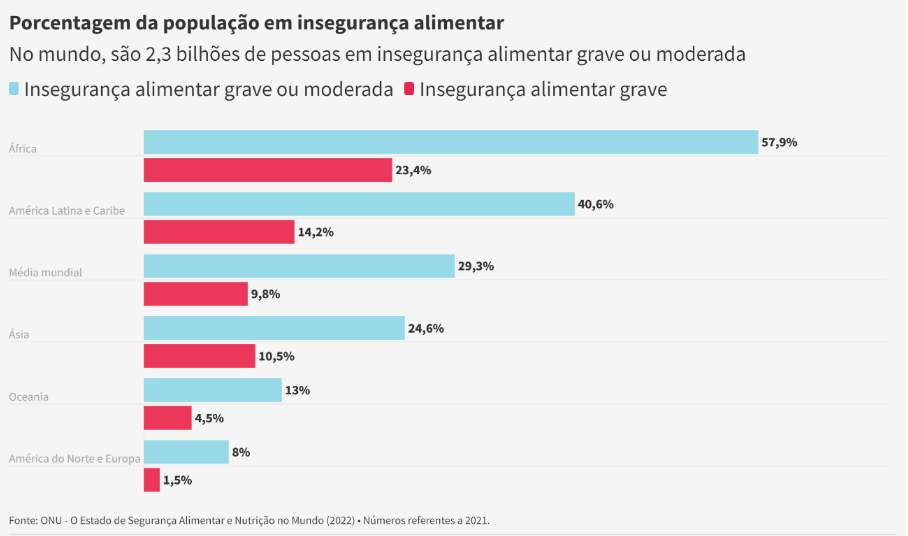 Porcentagem da população em insegurança alimentar
No mundo, são 2,3 bilhões de pessoas em insegurança alimentar grave ou moderada
Insegurança alimentar grave ou moderada Insegurança alimentar grave
África
57,9%
23,4%
América Latina e Caribe
40,6%
14,2%
Média mundial
29,3%
9,8%
Ásia
24,6%
10,5%
Oceania
13%
4,5%
América do Norte e Europa
8%
1,5%
Fonte: ONU - O Estado de Segurança Alimentar e Nutrição no Mundo (2022) • Números referentes a 2021.